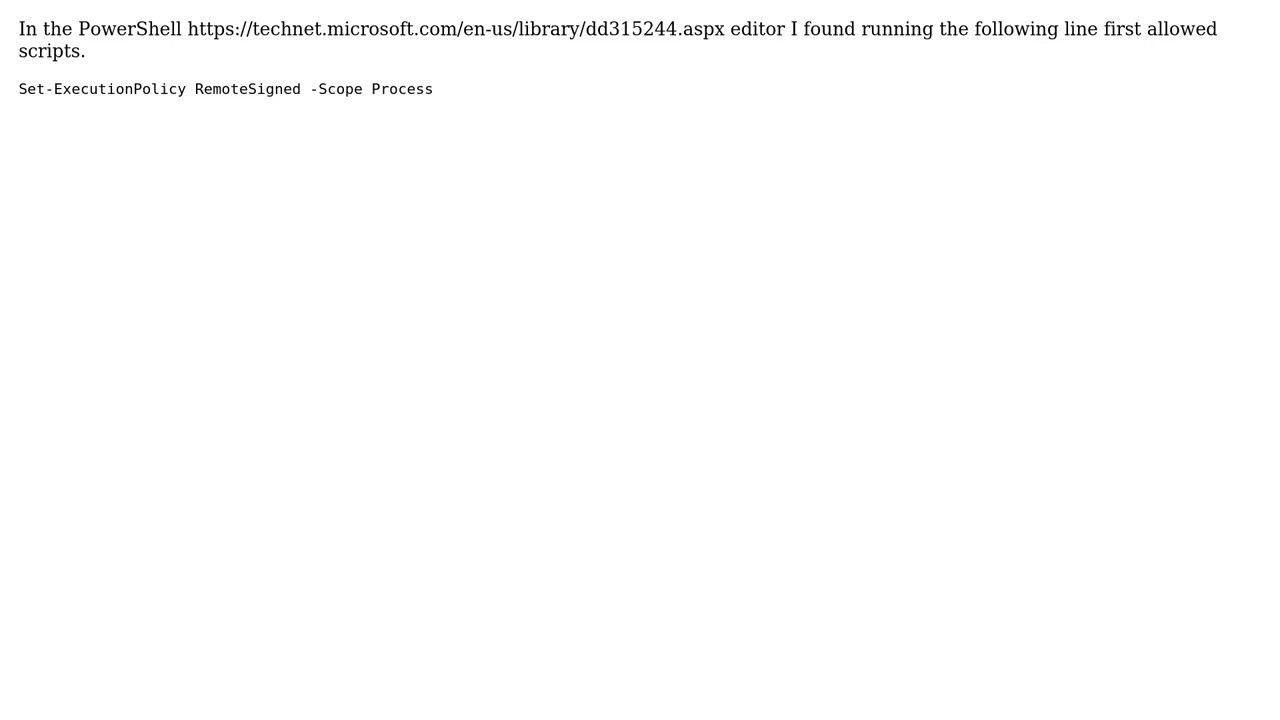 In the PowerShell https://technet.microsoft.com/en-us/library/dd315244.aspx editor I found running the following line first allowed
scripts.
Set-ExecutionPolicy RemoteSigned -Scope Process